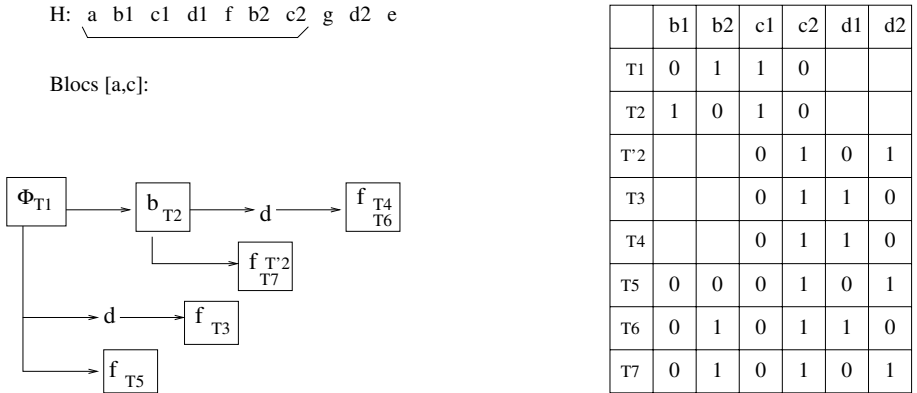 H: a b1 c1 d1 f b2 c2 g d2 e
Blocs [a,c]:
Φ T1 b T2 d f T4 T6
f T'2 T7
d f T3
f T5
b1 b2 c1 c2 d1 d2
T1 0 1 1 0
T2 1 0 1 0
T'2 0 1 0 1
T3 0 1 1 0
T4 0 1 1 0
T5 0 0 0 1 0 1
T6 0 1 0 1 1 0
T7 0 1 0 1 0 1